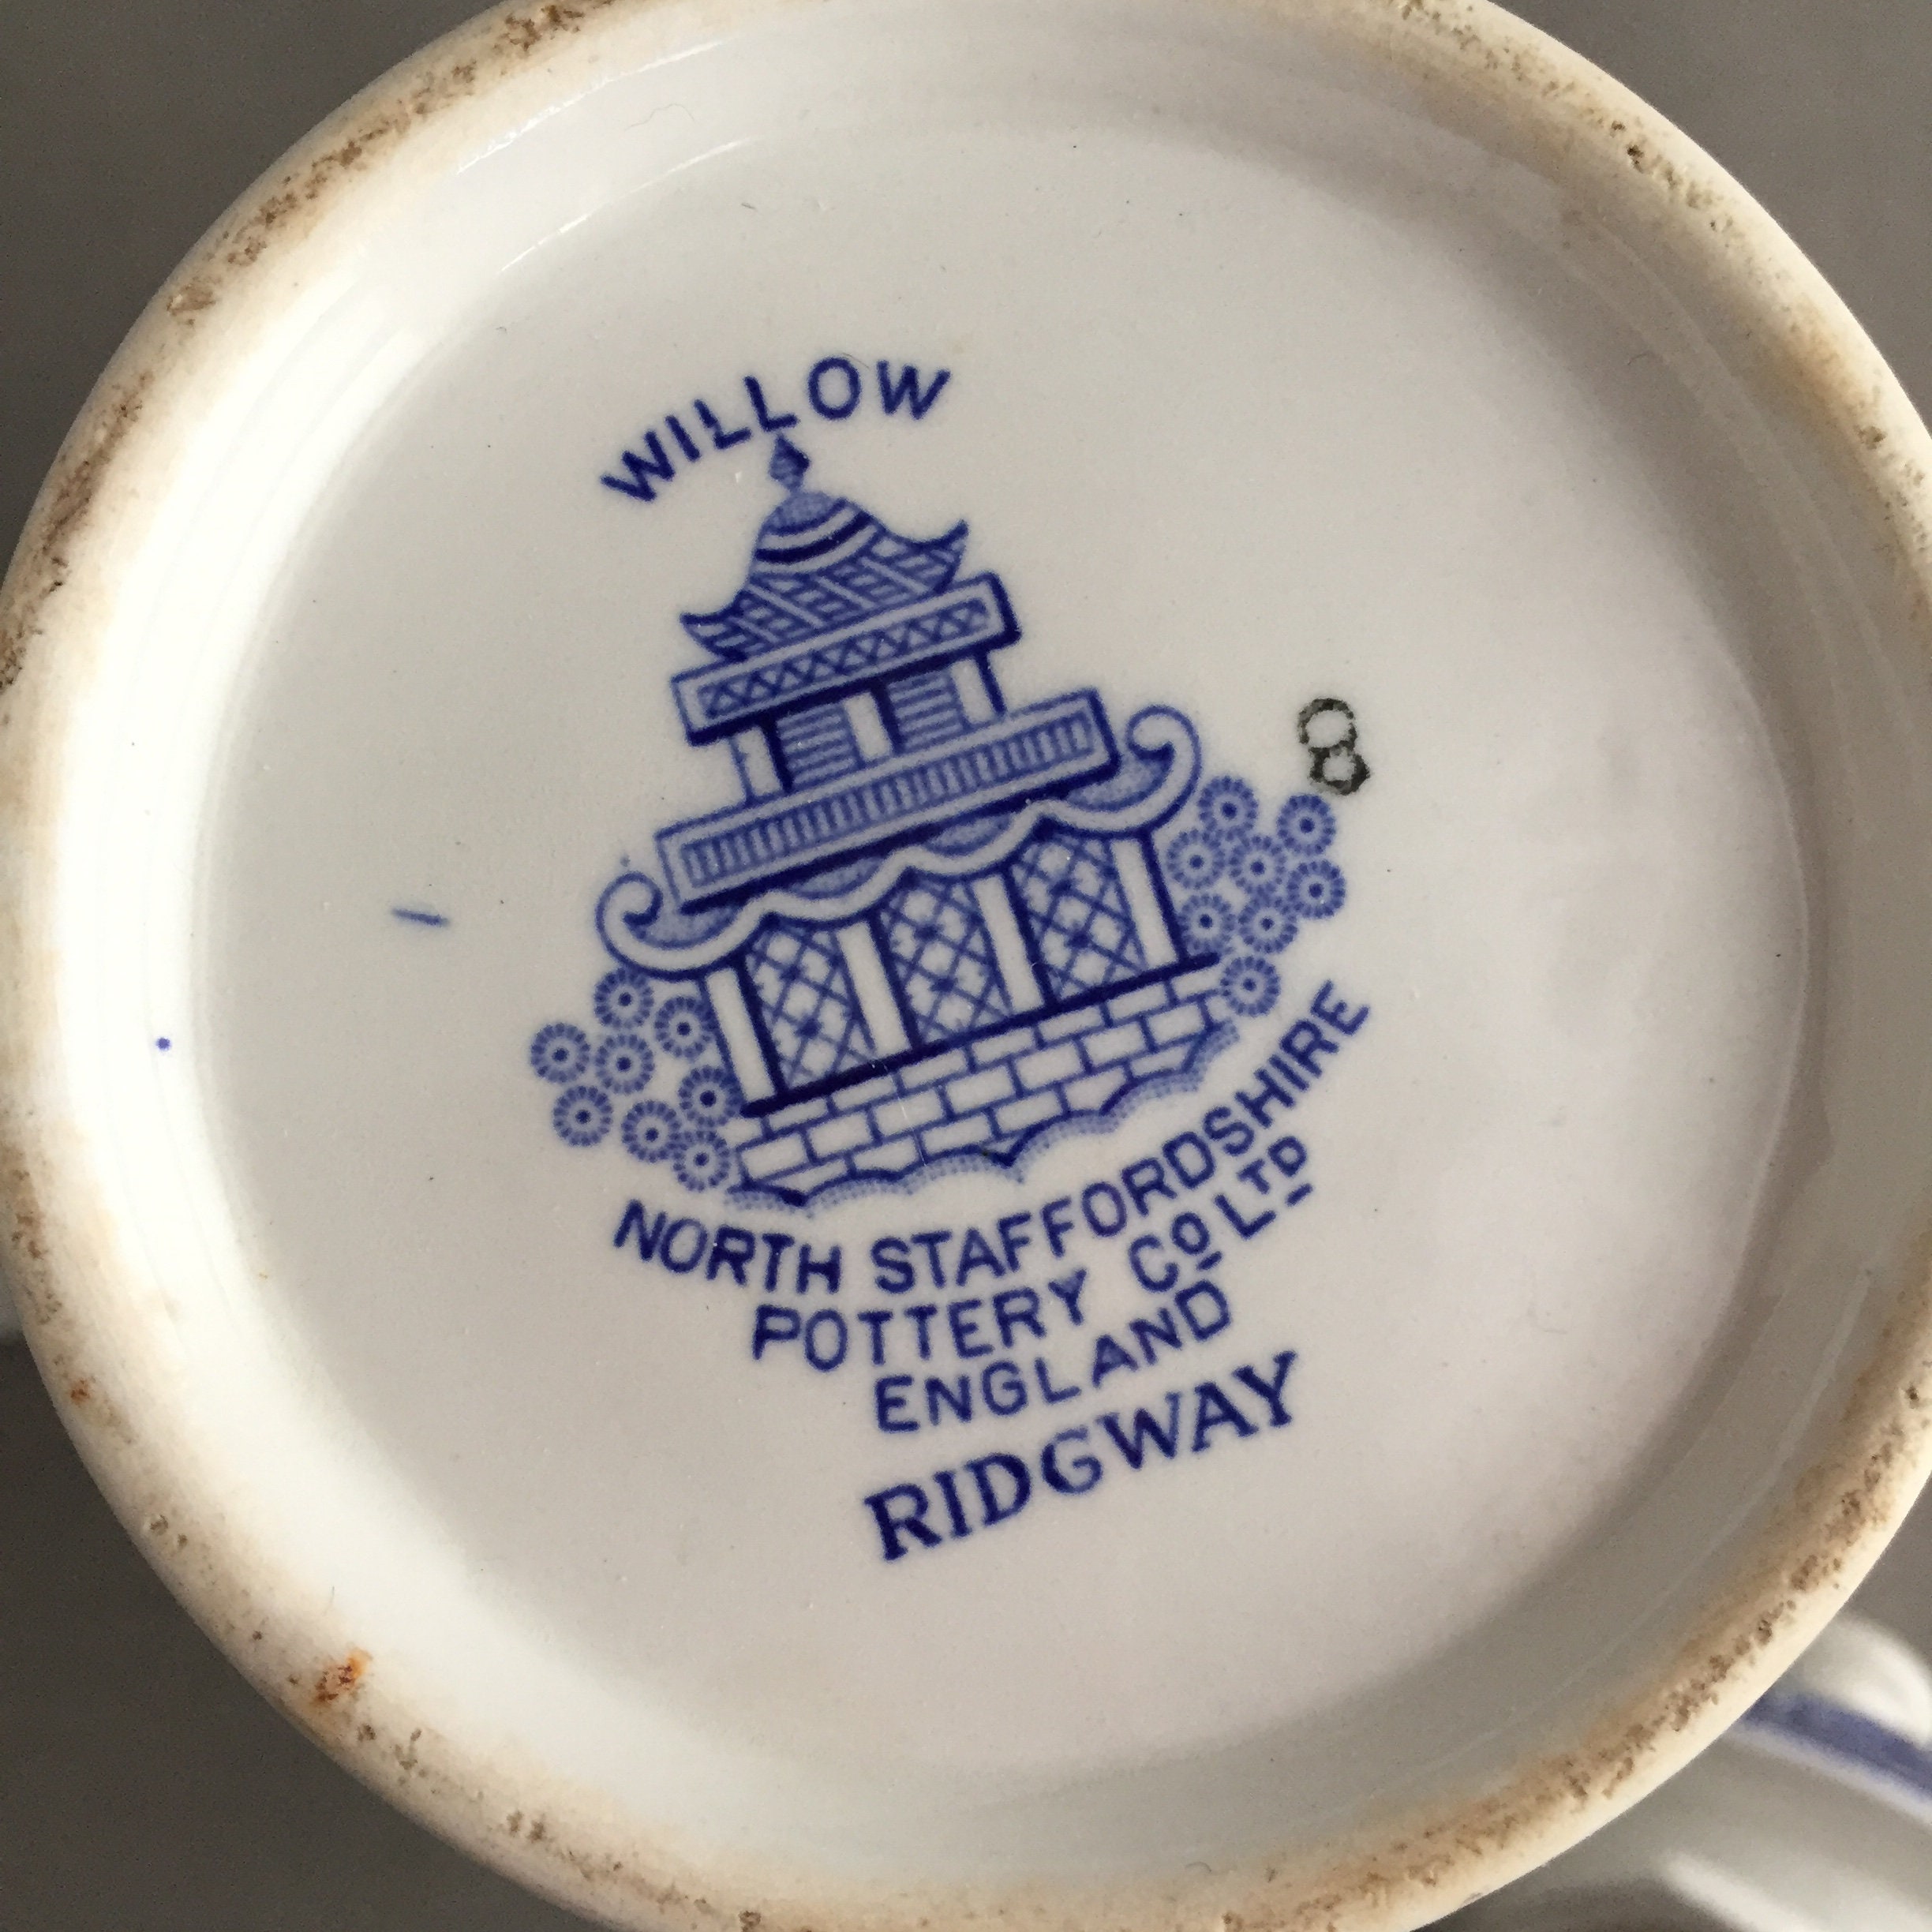 WILLOW
8
NORTH STAFFORDSHIRE
POTTERY Cº LTD
ENGLAND
RIDGWAY